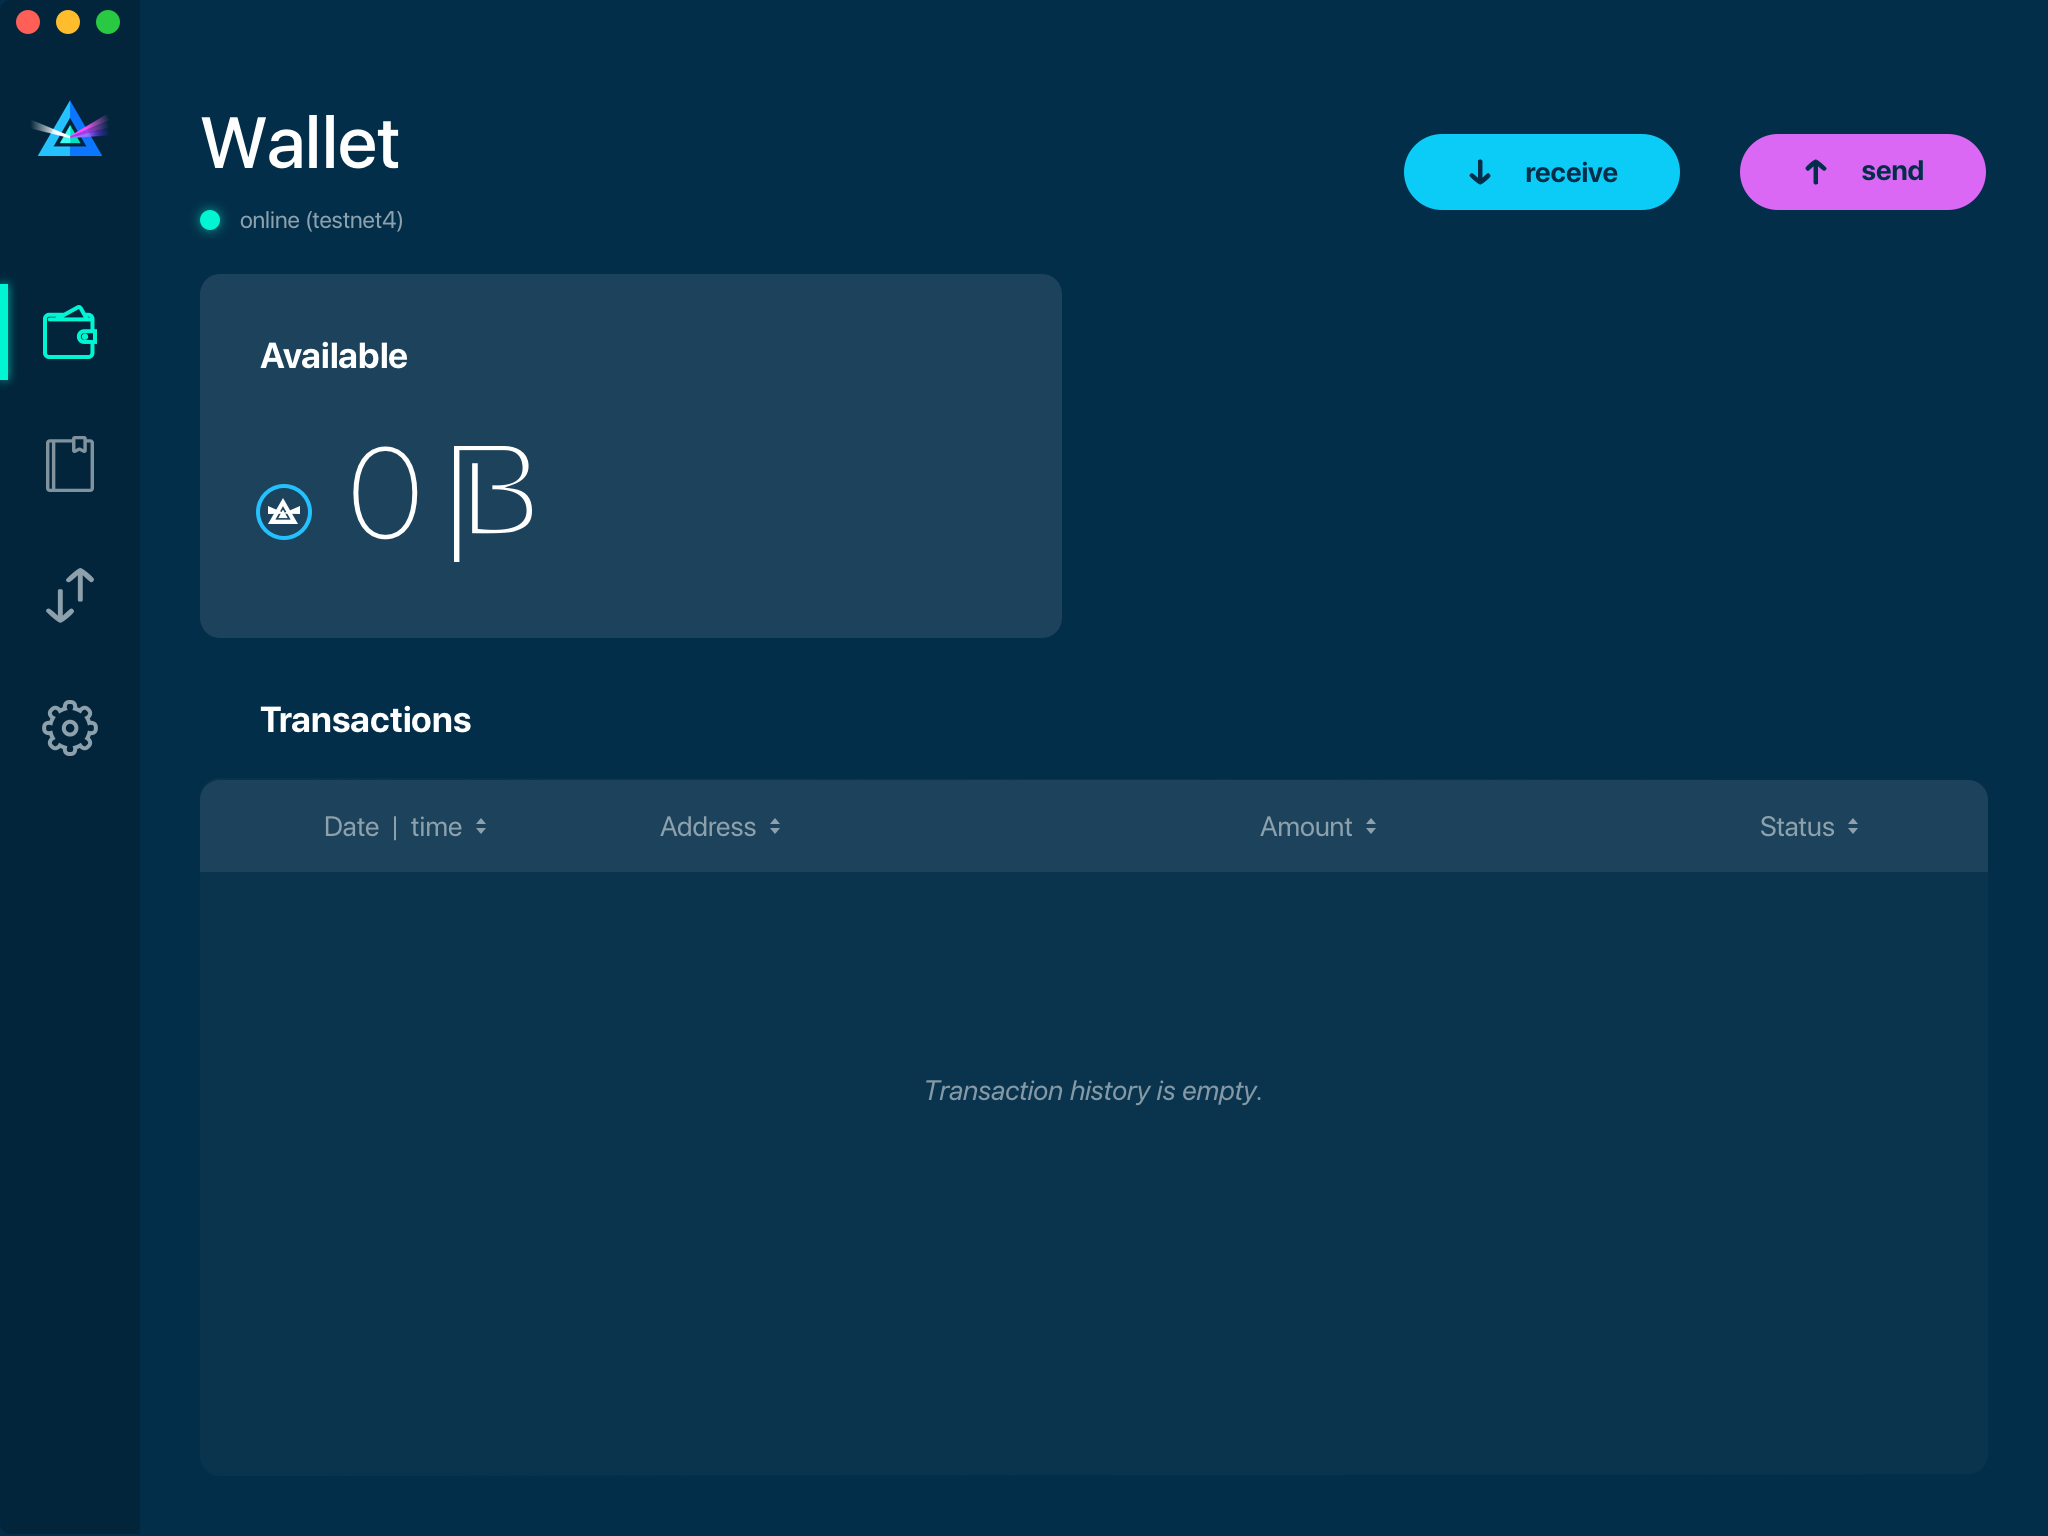 Wallet
receive
send
online (testnet4)
Available
0 β
Transactions
Date | time
Address
Amount
Status
Transaction history is empty.